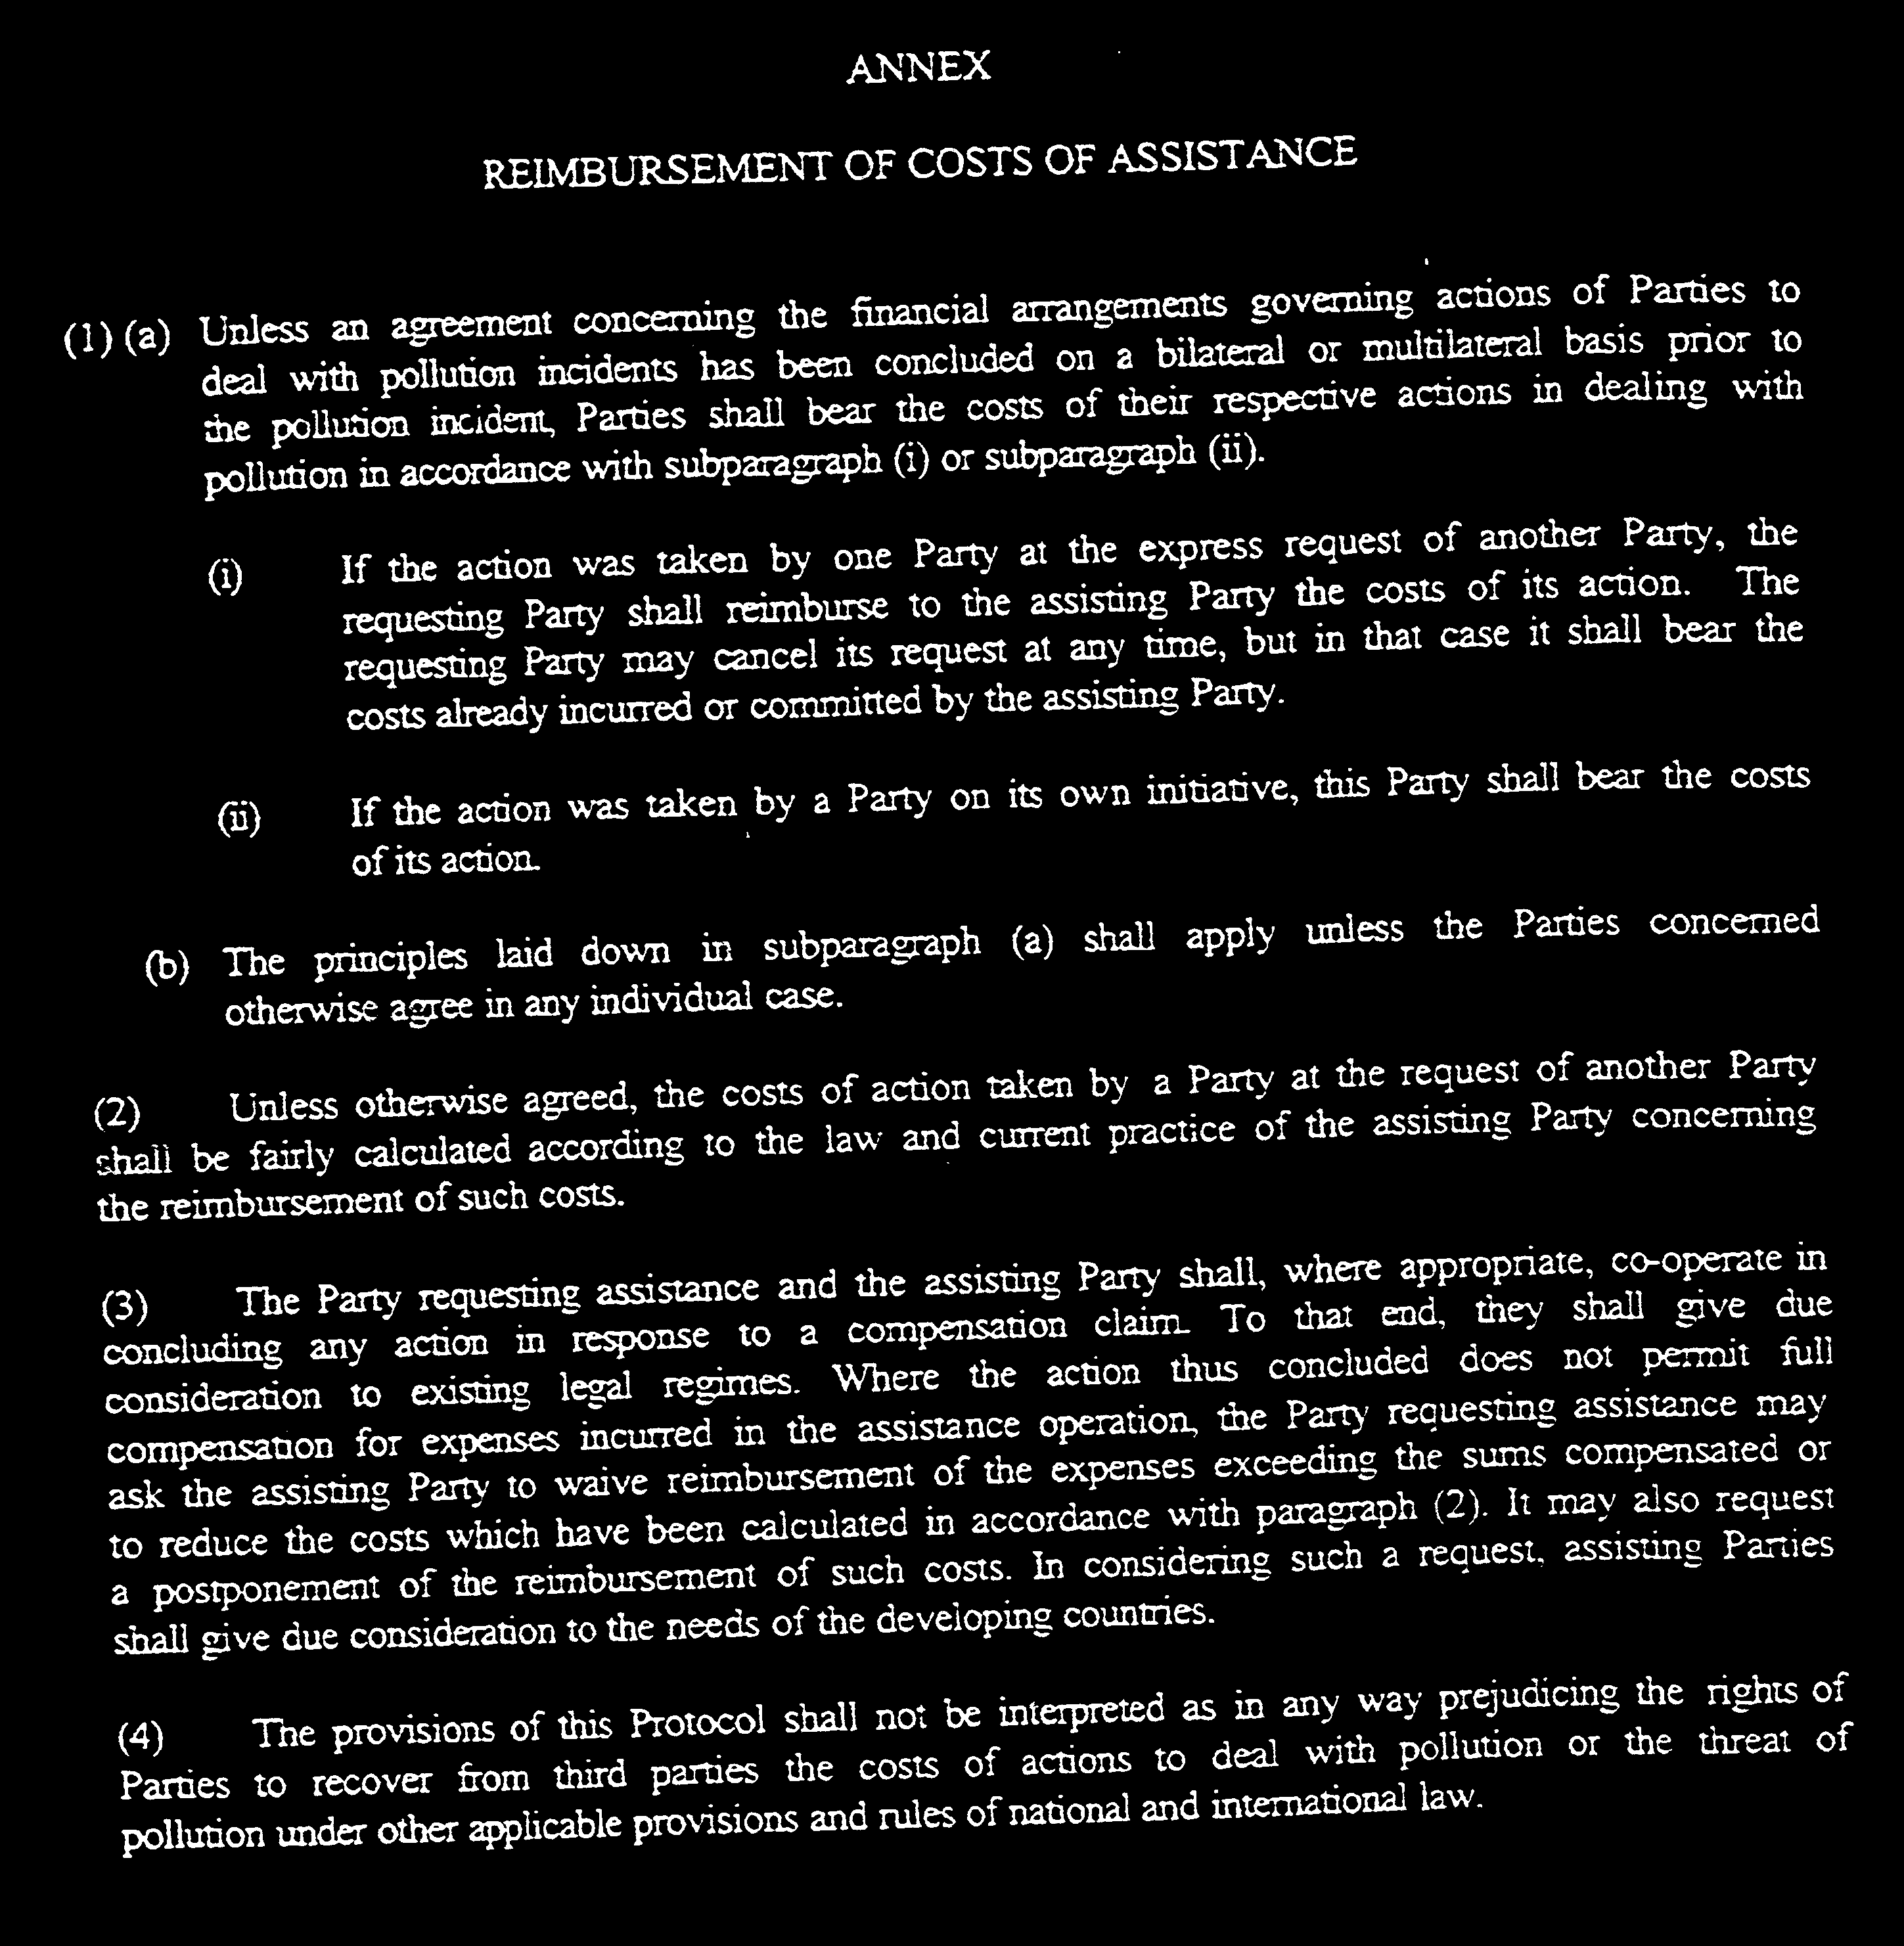 ANNEX
REIMBURSEMENT OF COSTS OF ASSISTANCE
(1) (a) Unless an agreement concerning the financial arrangements governing actions of Parties to
deal with pollution incidents has been concluded on a bilateral or multilateral basis prior to
the pollution incident, Parties shall bear the costs of their respective actions in dealing with
pollution in accordance with subparagraph (i) or subparagraph (ii).
(i) If the action was taken by one Party at the express request of another Party, the
requesting Party shall reimburse to the assisting Party the costs of its action. The
requesting Party may cancel its request at any time, but in that case it shall bear the
costs already incurred or committed by the assisting Party.
(ii) If the action was taken by a Party on its own initiative, this Party shall bear the costs
of its action.
(b) The principles laid down in subparagraph (a) shall apply unless the Parties concerned
otherwise agree in any individual case.
(2) Unless otherwise agreed, the costs of action taken by a Party at the request of another Party
shall be fairly calculated according to the law and current practice of the assisting Party concerning
the reimbursement of such costs.
(3) The Party requesting assistance and the assisting Party shall, where appropriate, co-operate in
concluding any action in response to a compensation claim. To that end, they shall give due
consideration to existing legal regimes. Where the action thus concluded does not permit full
compensation for expenses incurred in the assistance operation, the Party requesting assistance may
ask the assisting Party to waive reimbursement of the expenses exceeding the sums compensated or
to reduce the costs which have been calculated in accordance with paragraph (2). It may also request
a postponement of the reimbursement of such costs. In considering such a request, assisting Parties
shall give due consideration to the needs of the developing countries.
(4) The provisions of this Protocol shall not be interpreted as in any way prejudicing the rights of
Parties to recover from third parties the costs of actions to deal with pollution or the threat of
pollution under other applicable provisions and rules of national and international law.